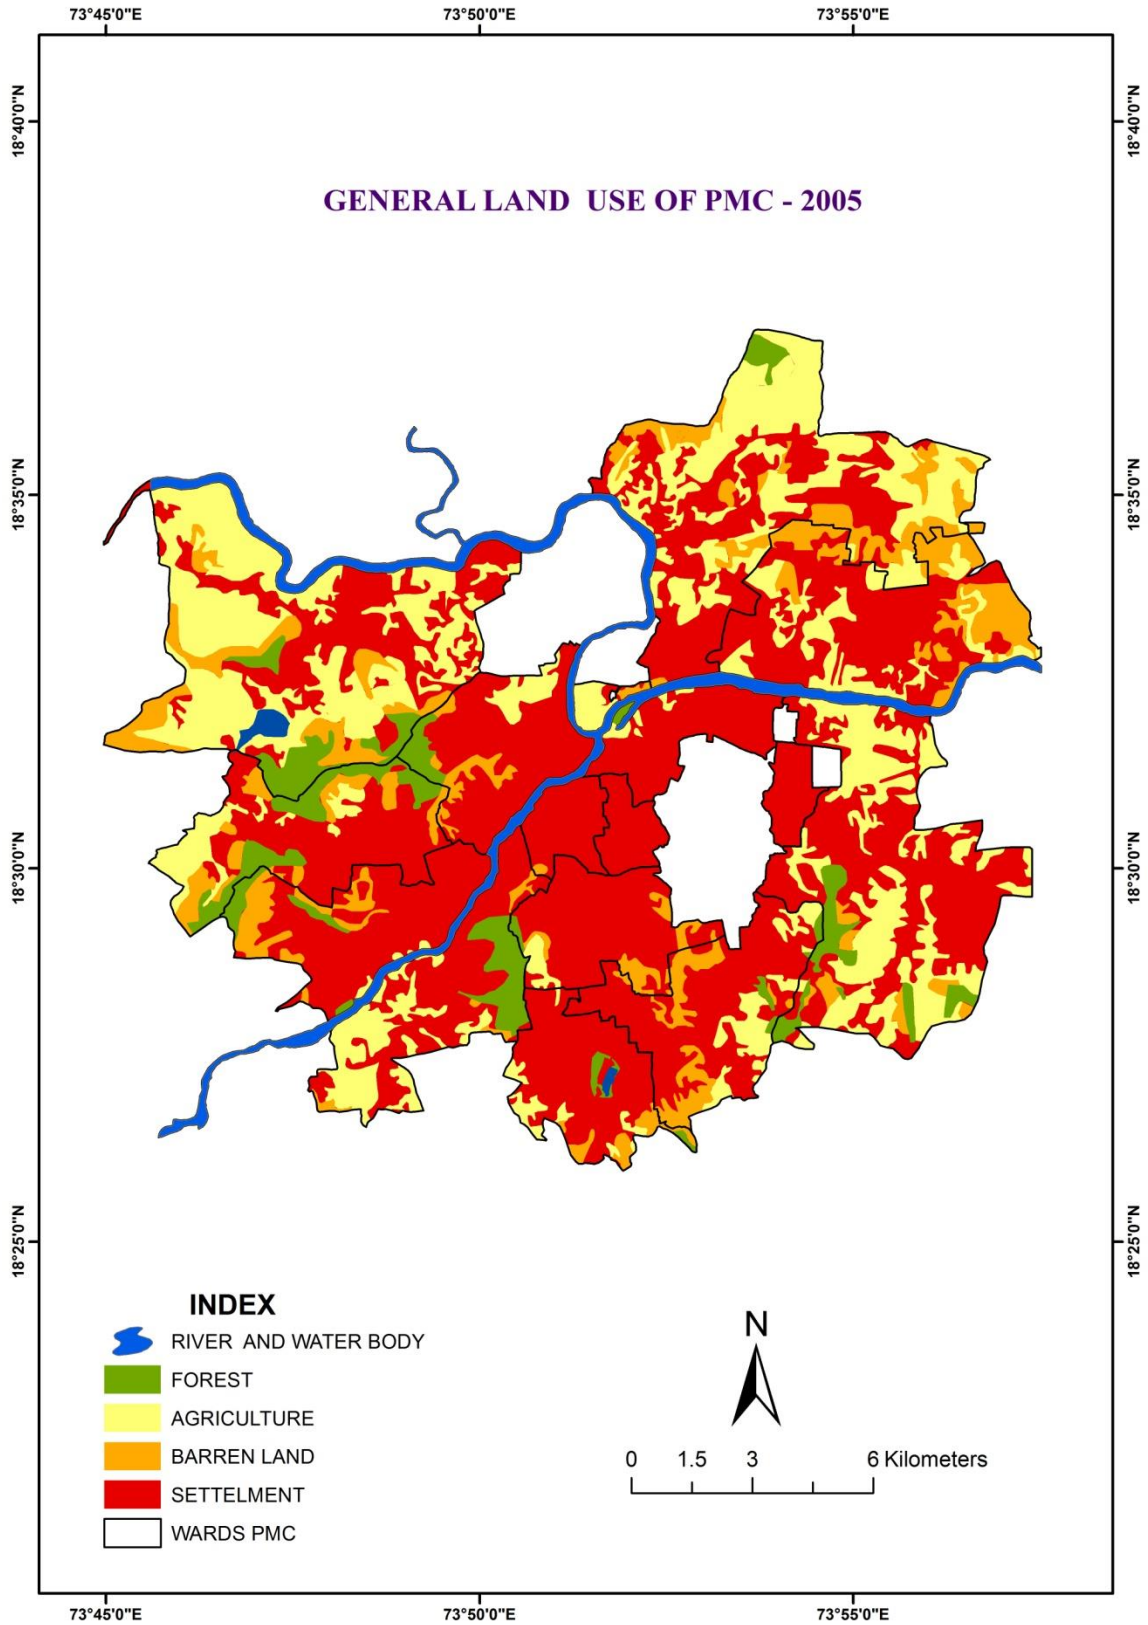 73°45'0"E 73°50'0"E 73°55'0"E
18°40'0"N 18°40'0"N
GENERAL LAND USE OF PMC - 2005
18°35'0"N 18°35'0"N
18°30'0"N 18°30'0"N
18°25'0"N 18°25'0"N
INDEX
RIVER AND WATER BODY
FOREST
AGRICULTURE
BARREN LAND
SETTELMENT
WARDS PMC
N
0 1.5 3 6 Kilometers
73°45'0"E 73°50'0"E 73°55'0"E